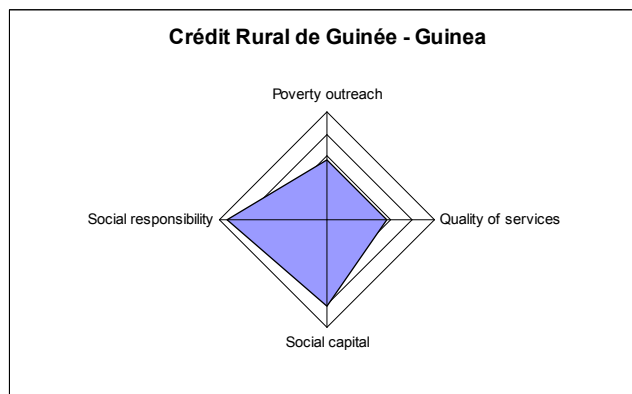 Crédit Rural de Guinée - Guinea
Poverty outreach
Social responsibility
Quality of services
Social capital